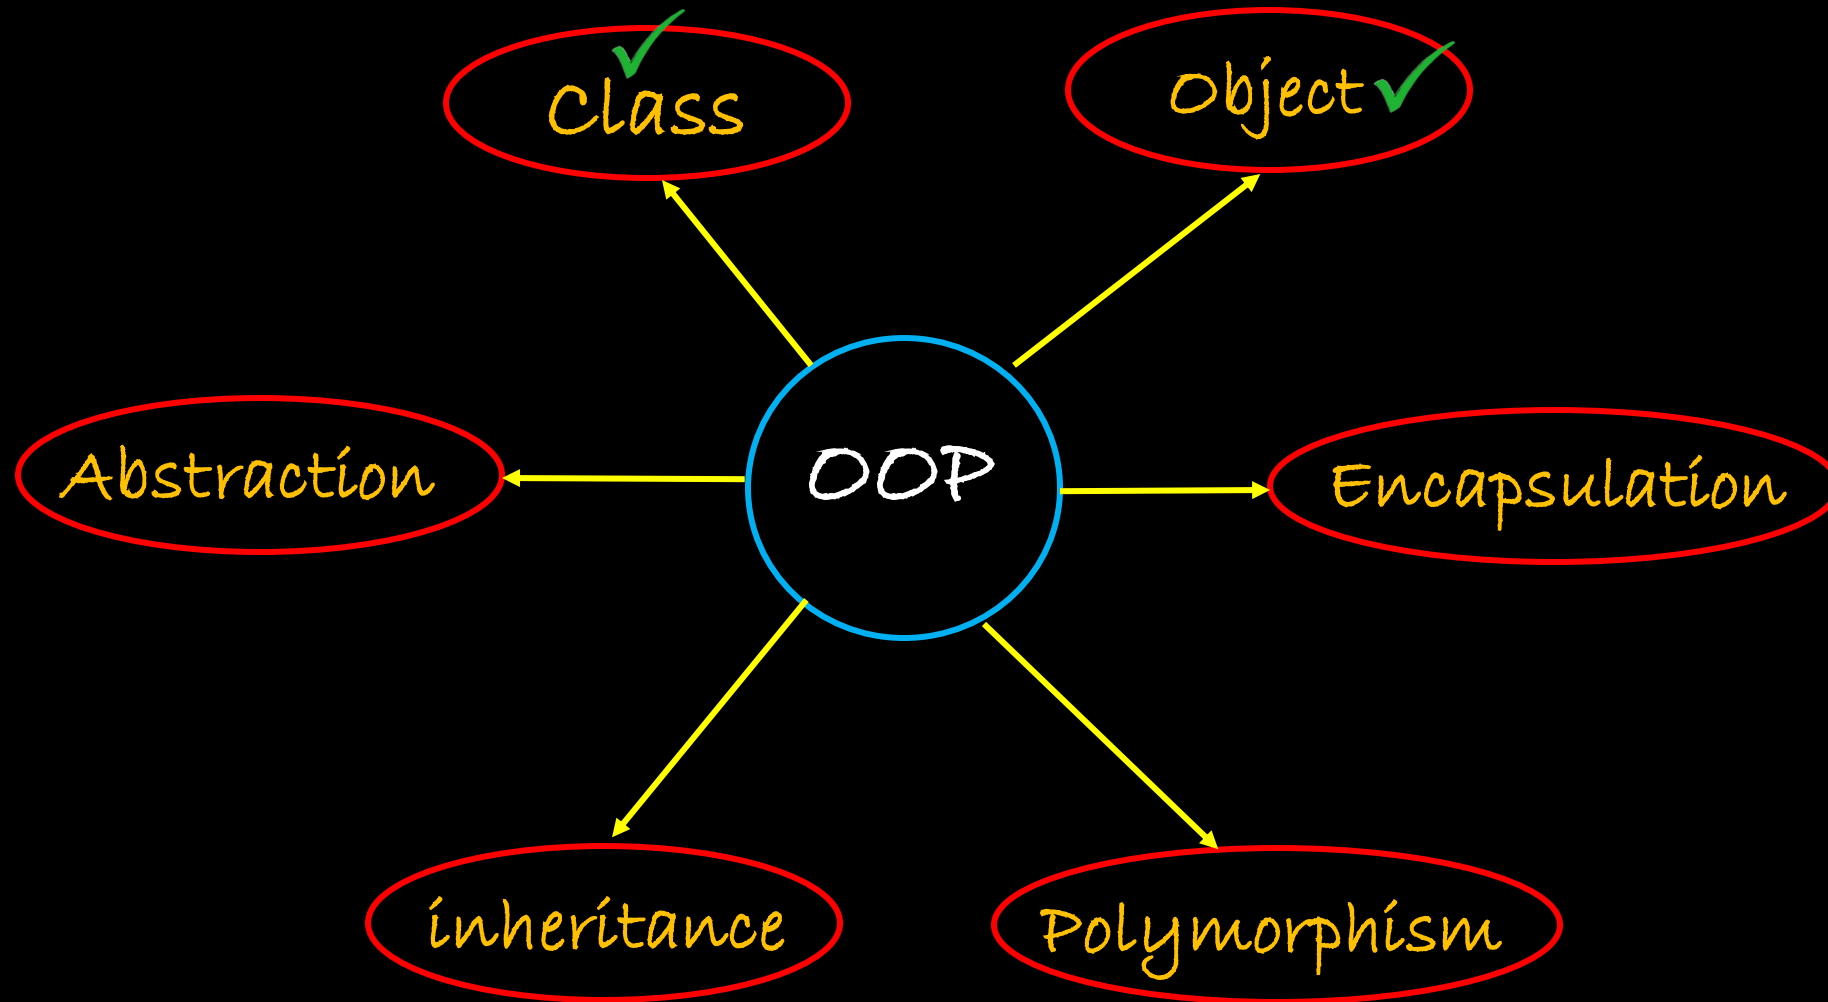 Class
Object
Abstraction
OOP
Encapsulation
inheritance
Polymorphism